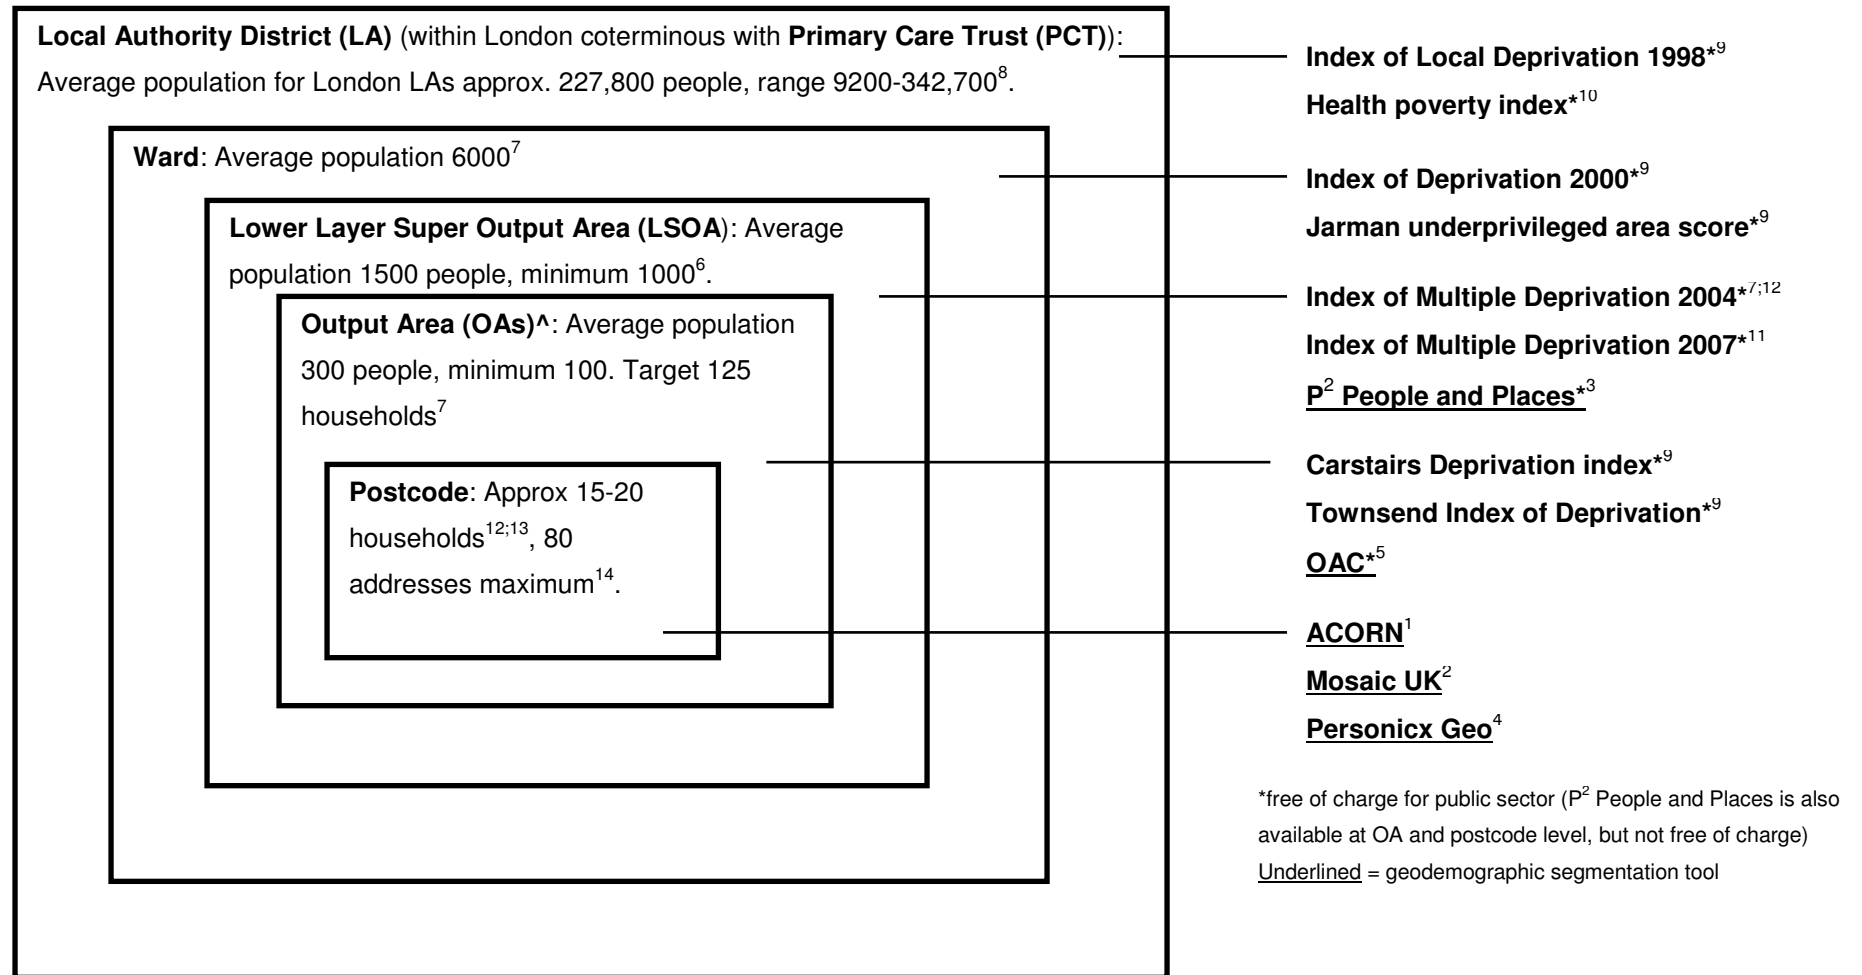 Local Authority District (LA) (within London coterminous with Primary Care Trust (PCT)):
Average population for London LAs approx. 227,800 people, range 9200-342,700⁸.
Ward: Average population 6000⁷
Lower Layer Super Output Area (LSOA): Average
population 1500 people, minimum 1000⁶.
Output Area (OAs)^: Average population
300 people, minimum 100. Target 125
households⁷
Postcode: Approx 15-20
households¹²;¹³, 80
addresses maximum¹⁴.
Index of Local Deprivation 1998*⁹
Health poverty index*¹⁰
Index of Deprivation 2000*⁹
Jarman underprivileged area score*⁹
Index of Multiple Deprivation 2004*⁷;¹²
Index of Multiple Deprivation 2007*¹¹
P² People and Places*³
Carstairs Deprivation index*⁹
Townsend Index of Deprivation*⁹
OAC*⁵
ACORN¹
Mosaic UK²
Personicx Geo⁴
*free of charge for public sector (P² People and Places is also
available at OA and postcode level, but not free of charge)
Underlined = geodemographic segmentation tool